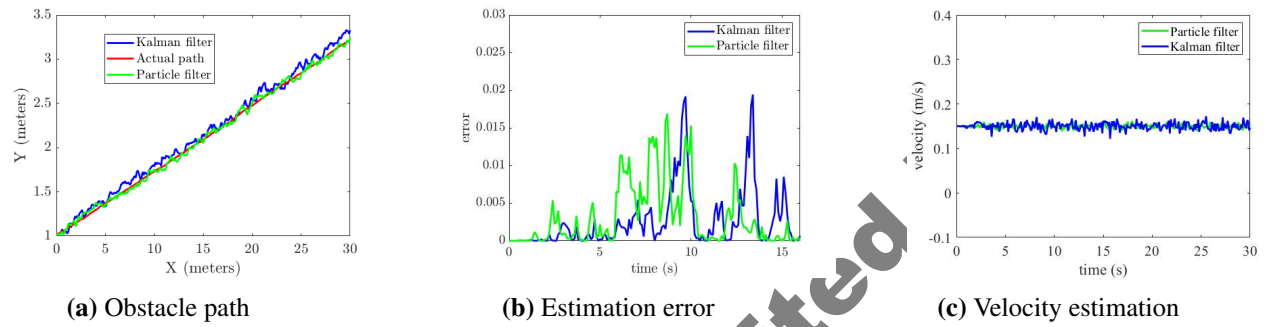 3.5
3
2.5
2
1.5
1
Y (meters)
Kalman filter
Actual path
Particle filter
0
5
10
15
20
25
30
X (meters)
(a) Obstacle path
0.03
0.025
0.02
0.015
0.01
0.005
0
error
Kalman filter
Particle filter
0
5
10
15
time (s)
(b) Estimation error
0.4
0.3
0.2
0.1
0
-0.1
velocity (m/s)
Particle filter
Kalman filter
0
5
10
15
20
25
30
time (s)
(c) Velocity estimation